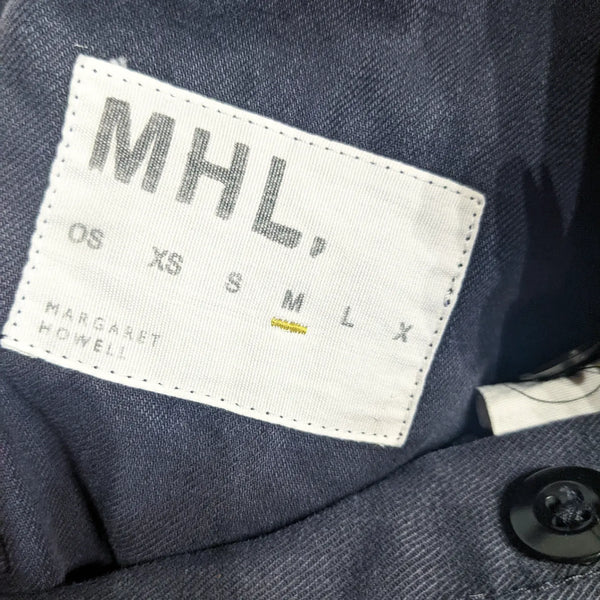 MHL.
OS XS S M L X
MARGARET
HOWELL